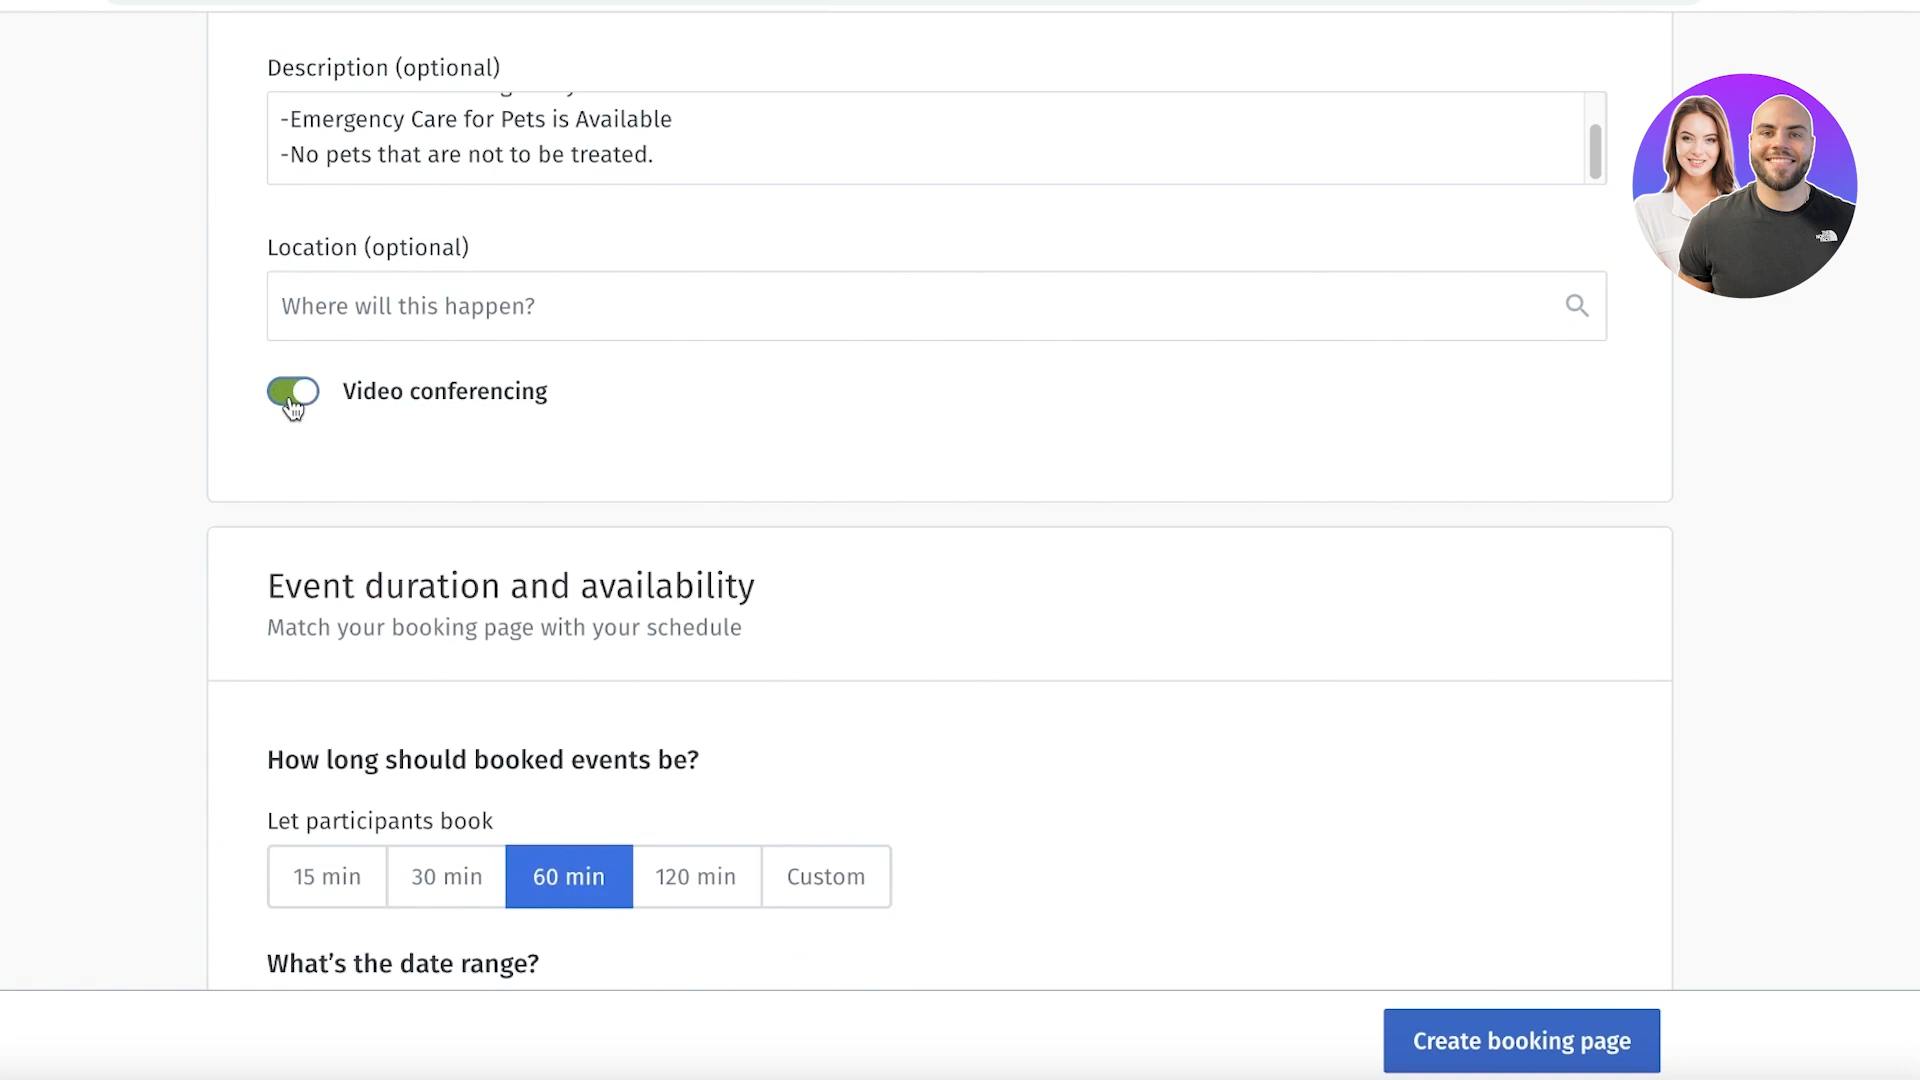 Description (optional)
-Emergency Care for Pets is Available
-No pets that are not to be treated.
Location (optional)
Where will this happen?
Video conferencing
Event duration and availability
Match your booking page with your schedule
How long should booked events be?
Let participants book
15 min
30 min
60 min
120 min
Custom
What's the date range?
Create booking page